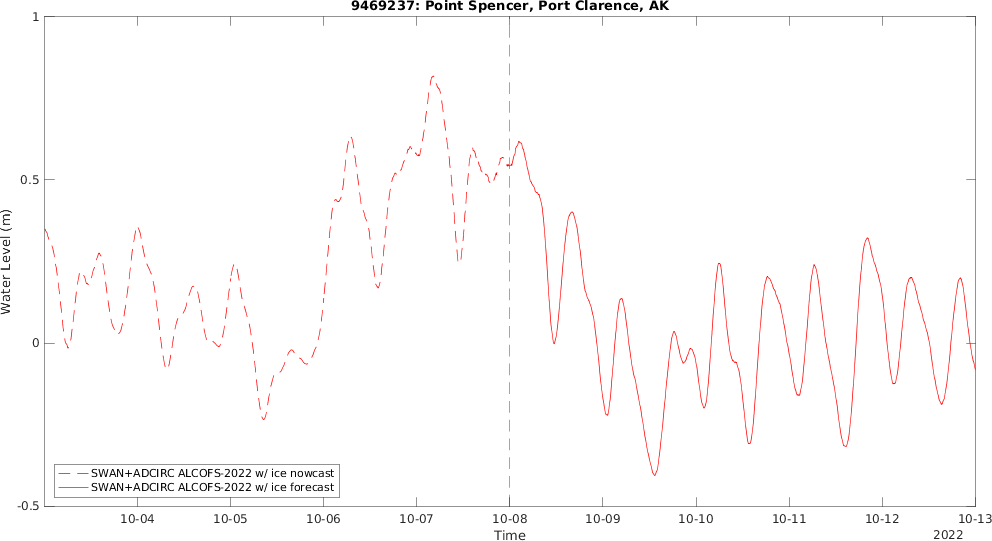 9469237: Point Spencer, Port Clarence, AK
1
0.5
0
-0.5
Water Level (m)
SWAN+ADCIRC ALCOFS-2022 w/ ice nowcast
SWAN+ADCIRC ALCOFS-2022 w/ ice forecast
10-04 10-05 10-06 10-07 10-08 10-09 10-10 10-11 10-12 10-13
Time
2022